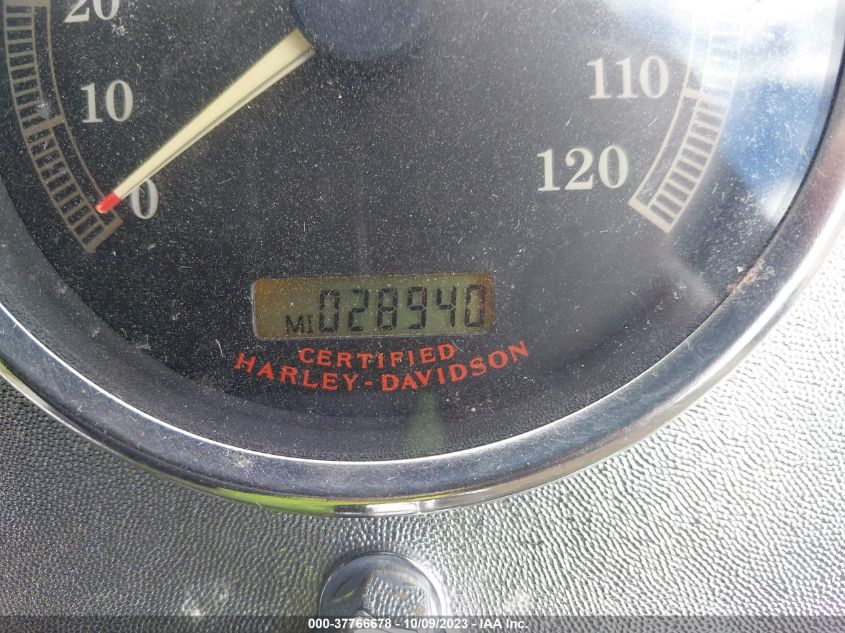 20
10
0
110
120
MI 028940
CERTIFIED
HARLEY-DAVIDSON
000-37766678 - 10/09/2023 - IAA Inc.